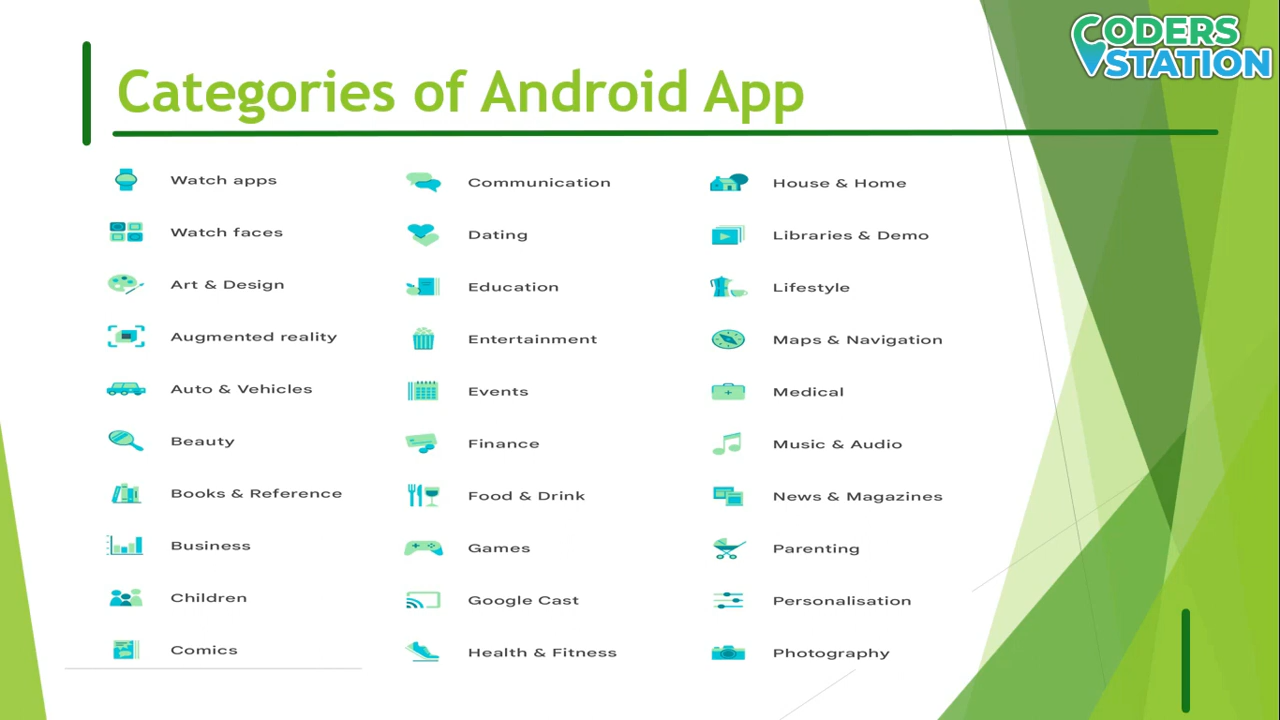 CODERS
STATION
Categories of Android App
Watch apps
Watch faces
Art & Design
Augmented reality
Auto & Vehicles
Beauty
Books & Reference
Business
Children
Comics
Communication
Dating
Education
Entertainment
Events
Finance
Food & Drink
Games
Google Cast
Health & Fitness
House & Home
Libraries & Demo
Lifestyle
Maps & Navigation
Medical
Music & Audio
News & Magazines
Parenting
Personalisation
Photography